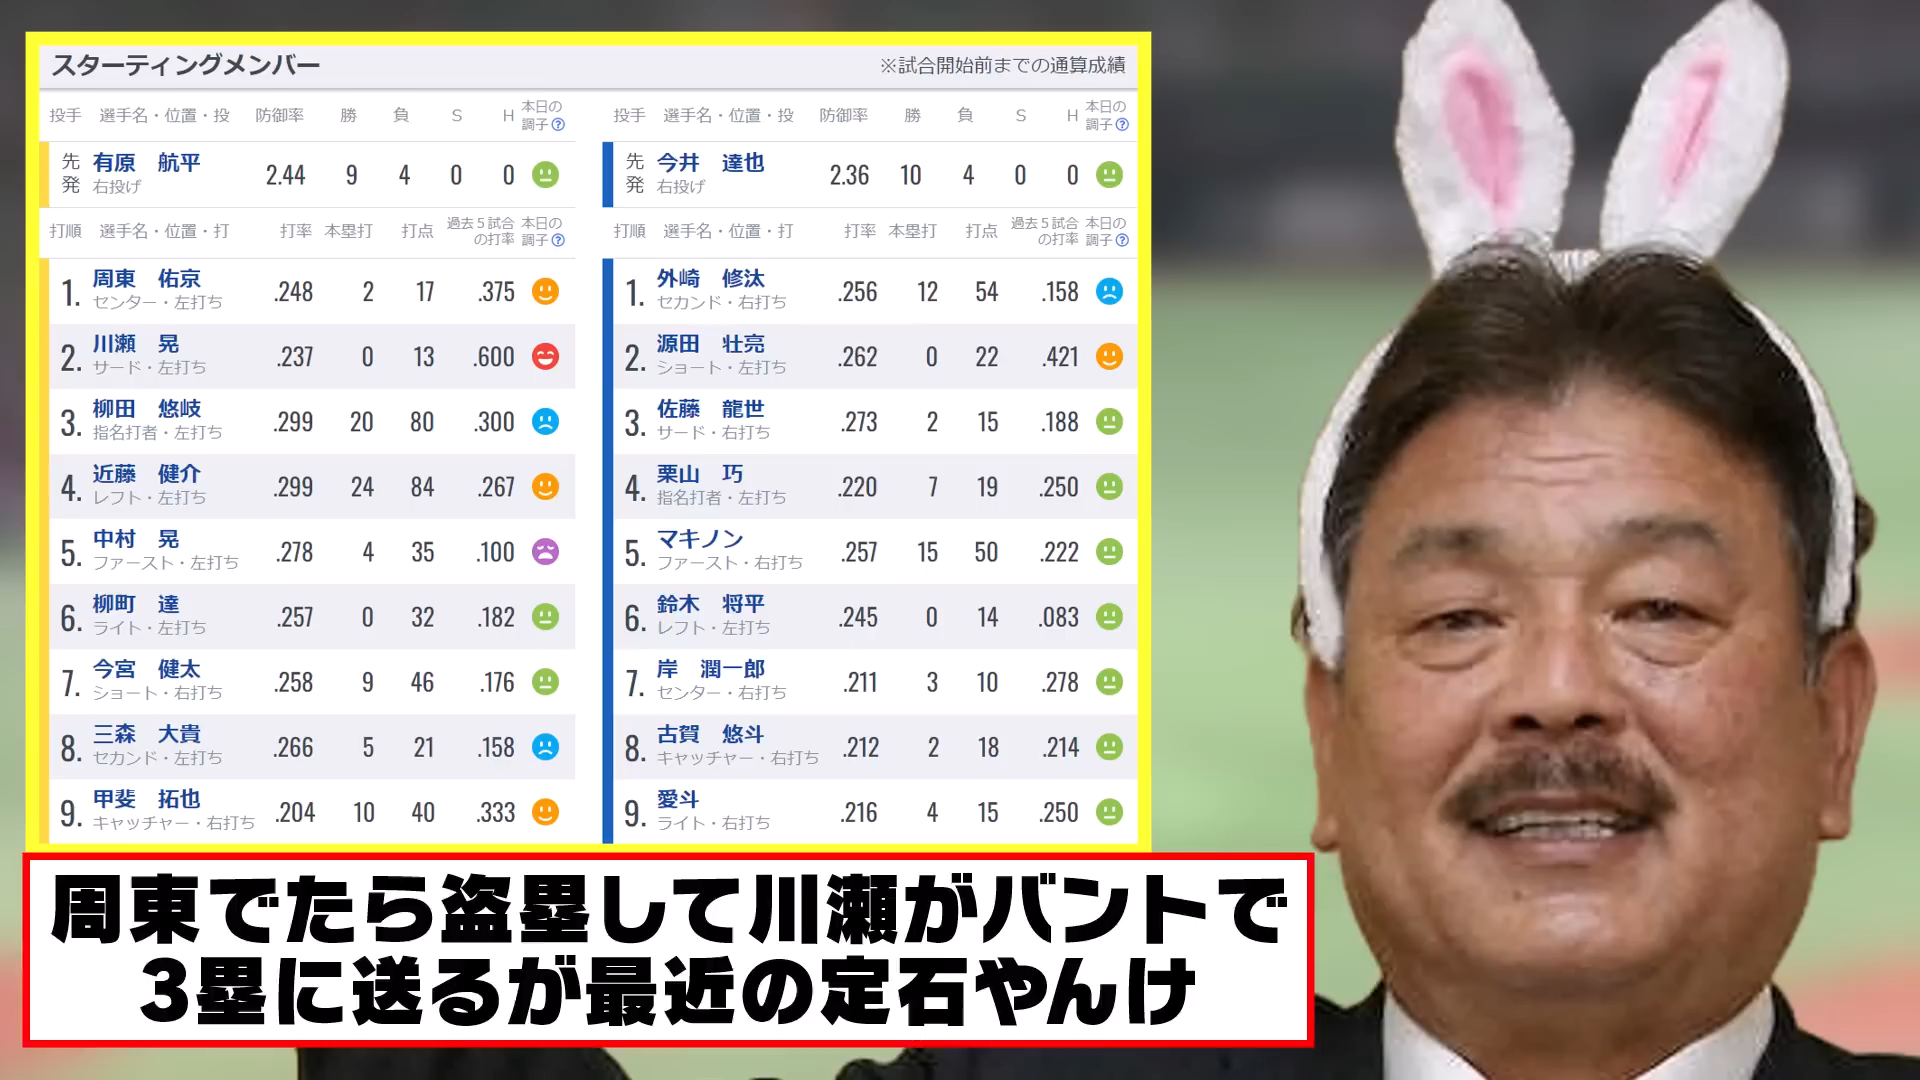 スターティングメンバー ※試合開始前までの通算成績
投手 選手名・位置・投 防御率 勝 負 S H 本日の調子?
先発 有原 航平 右投げ 2.44 9 4 0 0
打順 選手名・位置・打 打率 本塁打 打点 過去5試合の打率 本日の調子?
1. 周東 佑京 センター・左打ち .248 2 17 .375
2. 川瀬 晃 サード・左打ち .237 0 13 .600
3. 柳田 悠岐 指名打者・左打ち .299 20 80 .300
4. 近藤 健介 レフト・左打ち .299 24 84 .267
5. 中村 晃 ファースト・左打ち .278 4 35 .100
6. 柳町 達 ライト・左打ち .257 0 32 .182
7. 今宮 健太 ショート・右打ち .258 9 46 .176
8. 三森 大貴 セカンド・左打ち .266 5 21 .158
9. 甲斐 拓也 キャッチャー・右打ち .204 10 40 .333
投手 選手名・位置・投 防御率 勝 負 S H 本日の調子?
先発 今井 達也 右投げ 2.36 10 4 0 0
打順 選手名・位置・打 打率 本塁打 打点 過去5試合の打率 本日の調子?
1. 外崎 修汰 セカンド・右打ち .256 12 54 .158
2. 源田 壮亮 ショート・左打ち .262 0 22 .421
3. 佐藤 龍世 サード・右打ち .273 2 15 .188
4. 栗山 巧 指名打者・左打ち .220 7 19 .250
5. マキノン ファースト・右打ち .257 15 50 .222
6. 鈴木 将平 レフト・左打ち .245 0 14 .083
7. 岸 潤一郎 センター・右打ち .211 3 10 .278
8. 古賀 悠斗 キャッチャー・右打ち .212 2 18 .214
9. 愛斗 ライト・右打ち .216 4 15 .250
周東でたら盗塁して川瀬がバントで
3塁に送るが最近の定石やんけ